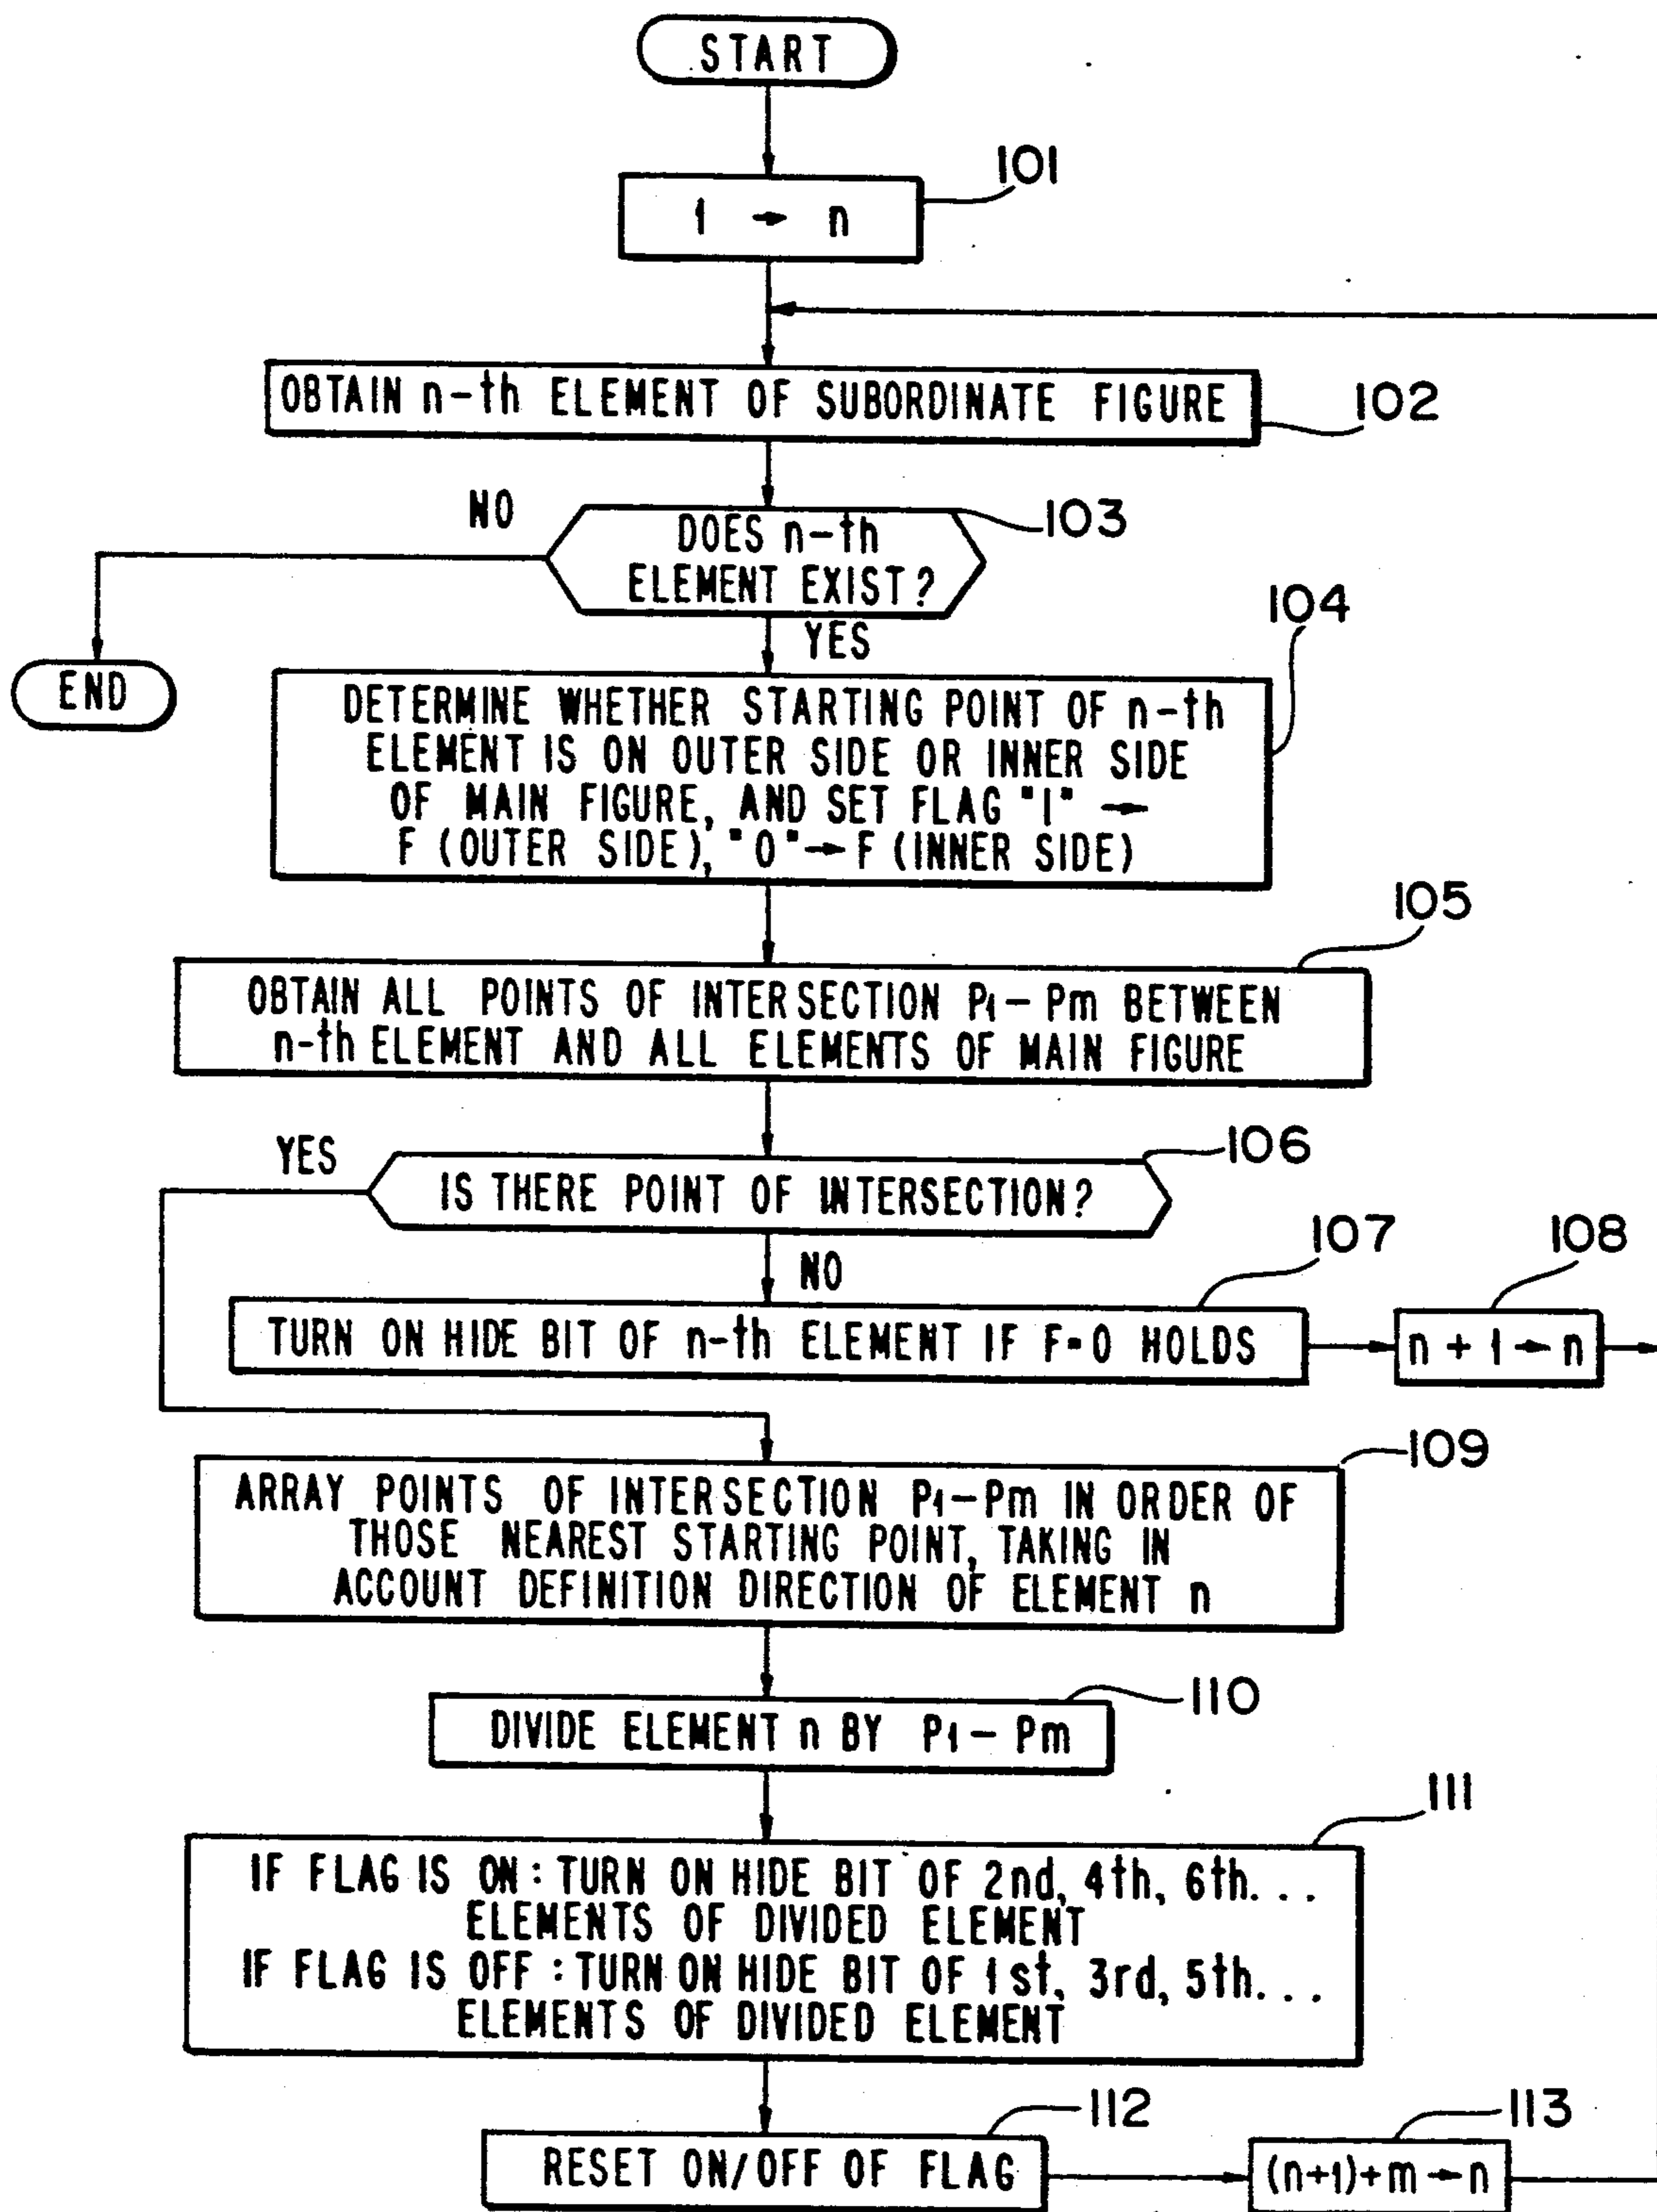 START
101
1 → n
OBTAIN n-th ELEMENT OF SUBORDINATE FIGURE
102
NO
103
DOES n-th
ELEMENT EXIST?
YES
104
END
DETERMINE WHETHER STARTING POINT OF n-th
ELEMENT IS ON OUTER SIDE OR INNER SIDE
OF MAIN FIGURE, AND SET FLAG "1" →
F (OUTER SIDE), "0" → F (INNER SIDE)
105
OBTAIN ALL POINTS OF INTERSECTION P1 - Pm BETWEEN
n-th ELEMENT AND ALL ELEMENTS OF MAIN FIGURE
YES
106
IS THERE POINT OF INTERSECTION?
NO
107
108
TURN ON HIDE BIT OF n-th ELEMENT IF F=0 HOLDS
n + 1 → n
109
ARRAY POINTS OF INTERSECTION P1-Pm IN ORDER OF
THOSE NEAREST STARTING POINT, TAKING IN
ACCOUNT DEFINITION DIRECTION OF ELEMENT n
110
DIVIDE ELEMENT n BY P1 - Pm
111
IF FLAG IS ON : TURN ON HIDE BIT OF 2nd, 4th, 6th...
ELEMENTS OF DIVIDED ELEMENT
IF FLAG IS OFF : TURN ON HIDE BIT OF 1st, 3rd, 5th...
ELEMENTS OF DIVIDED ELEMENT
112
113
RESET ON/OFF OF FLAG
(n+1)+m → n